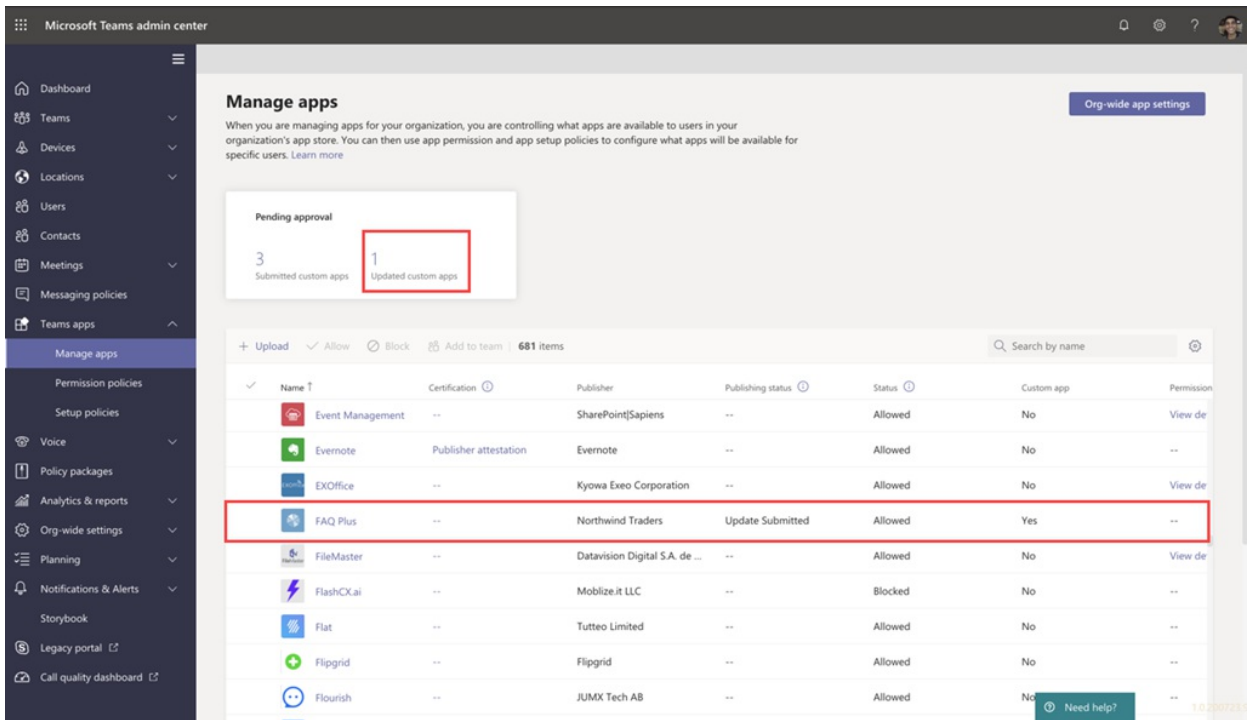 Microsoft Teams admin center
Dashboard
Teams
Devices
Locations
Users
Contacts
Meetings
Messaging policies
Teams apps
Manage apps
Permission policies
Setup policies
Voice
Policy packages
Analytics & reports
Org-wide settings
Planning
Notifications & Alerts
Storybook
Legacy portal
Call quality dashboard
Manage apps
Org-wide app settings
When you are managing apps for your organization, you are controlling what apps are available to users in your
organization's app store. You can then use app permission and app setup policies to configure what apps will be available for
specific users. Learn more
Pending approval
3 1
Submitted custom apps Updated custom apps
+ Upload Allow Block Add to team | 681 items Search by name
Name ↑ Certification Publisher Publishing status Status Custom app Permission
Event Management -- SharePoint|Sapiens -- Allowed No View de
Evernote Publisher attestation Evernote -- Allowed No --
EXOffice -- Kyowa Exeo Corporation -- Allowed No View de
FAQ Plus -- Northwind Traders Update Submitted Allowed Yes --
FileMaster -- Datavision Digital S.A. de ... -- Allowed No View de
FlashCX.ai -- Moblize.it LLC -- Blocked No --
Flat -- Tutteo Limited -- Allowed No --
Flipgrid -- Flipgrid -- Allowed No --
Flourish -- JUMX Tech AB -- Allowed No --
Need help?